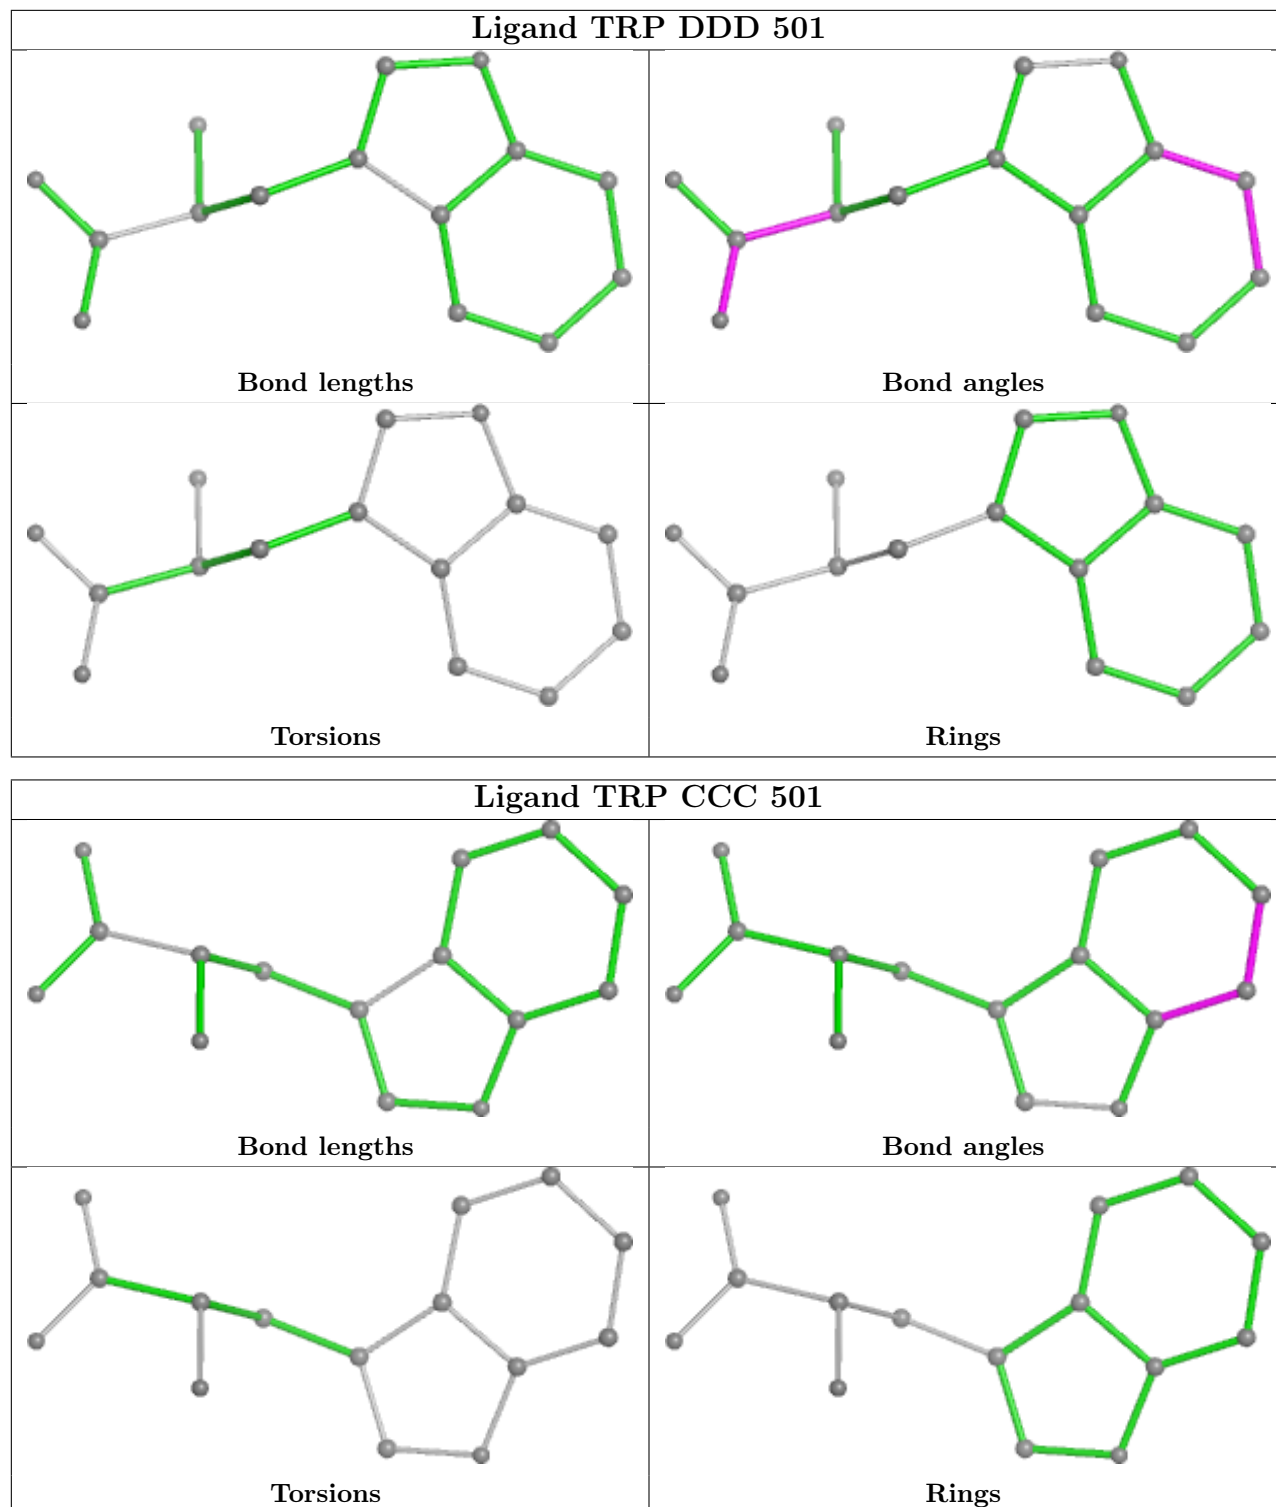 Ligand TRP DDD 501
Bond lengths
Bond angles
Torsions
Rings
Ligand TRP CCC 501
Bond lengths
Bond angles
Torsions
Rings